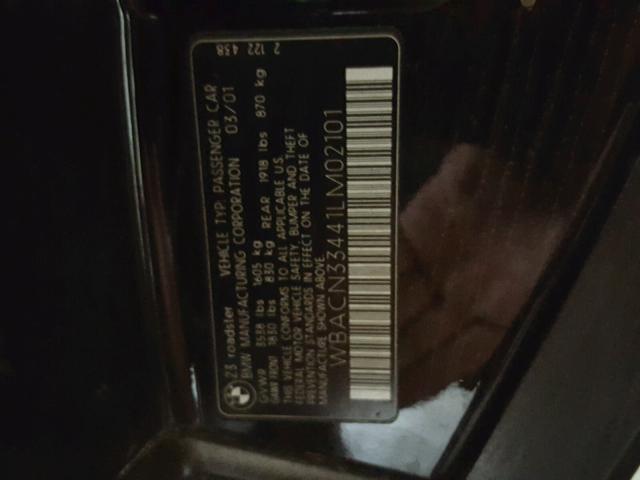 Z3 roadster VEHICLE TYP. PASSENGER CAR 2 122 438
BMW MANUFACTURING CORPORATION 03/01
GVWR 3538 lbs 1605 kg
GAWR FRONT 1830 lbs 830 kg REAR 1918 lbs 870 kg
THIS VEHICLE CONFORMS TO ALL APPLICABLE U.S.
FEDERAL MOTOR VEHICLE SAFETY, BUMPER AND THEFT
PREVENTION STANDARDS IN EFFECT ON THE DATE OF
MANUFACTURE SHOWN ABOVE.
WBACN33441LM02101